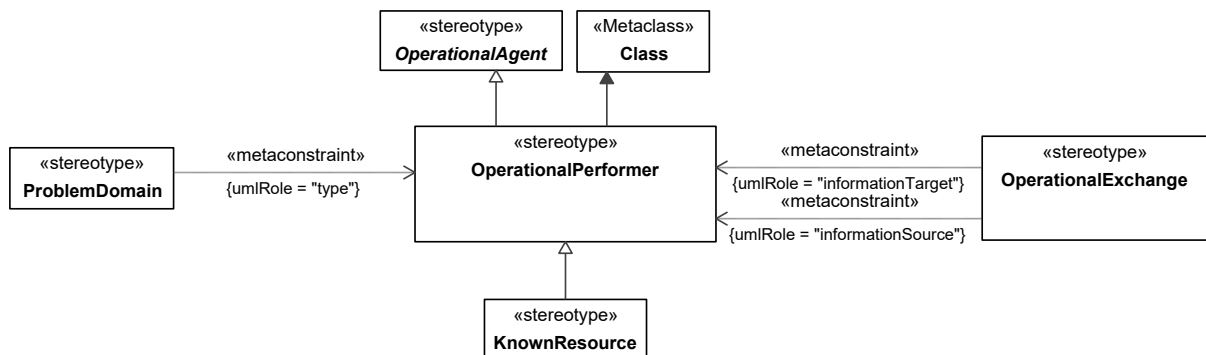 «stereotype»
OperationalAgent
«Metaclass»
Class
«stereotype»
ProblemDomain
«metaconstraint»
{umlRole = "type"}
«stereotype»
OperationalPerformer
«metaconstraint»
{umlRole = "informationTarget"}
«metaconstraint»
{umlRole = "informationSource"}
«stereotype»
OperationalExchange
«stereotype»
KnownResource